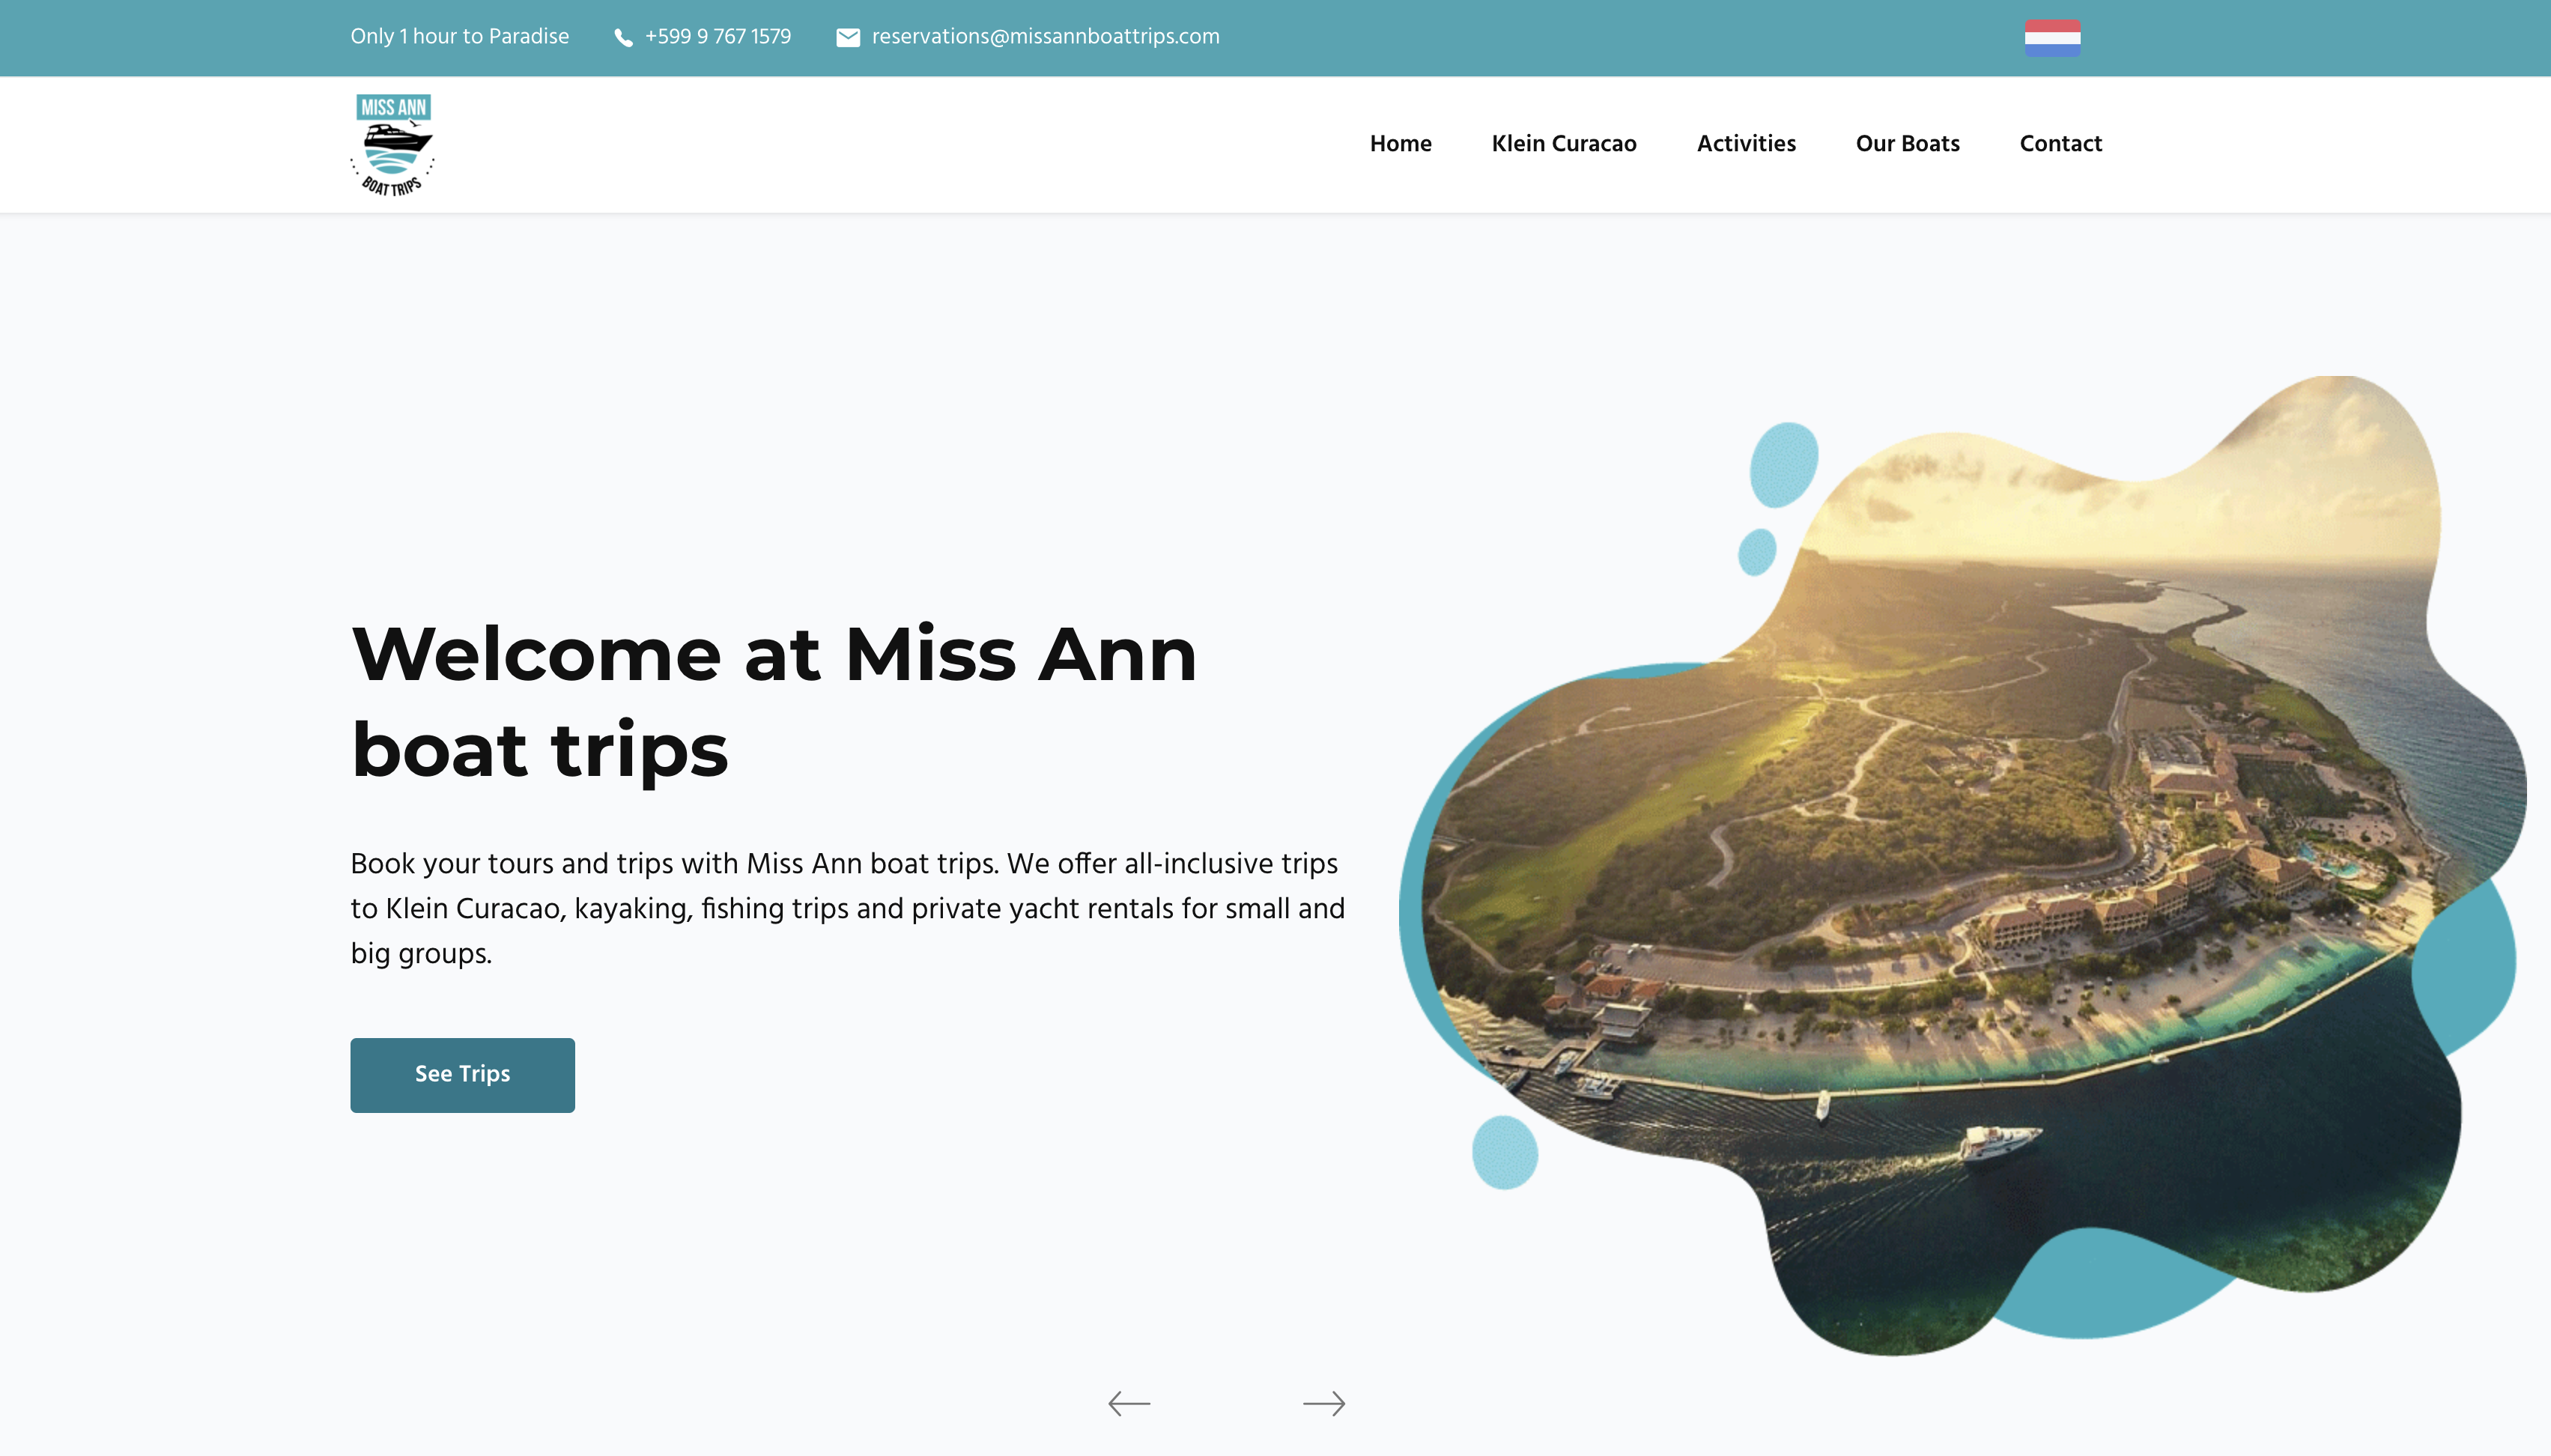 Only 1 hour to Paradise
+599 9 767 1579
reservations@missannboattrips.com
MISS ANN
BOAT TRIPS
Home
Klein Curacao
Activities
Our Boats
Contact
Welcome at Miss Ann
boat trips
Book your tours and trips with Miss Ann boat trips. We offer all-inclusive trips
to Klein Curacao, kayaking, fishing trips and private yacht rentals for small and
big groups.
See Trips